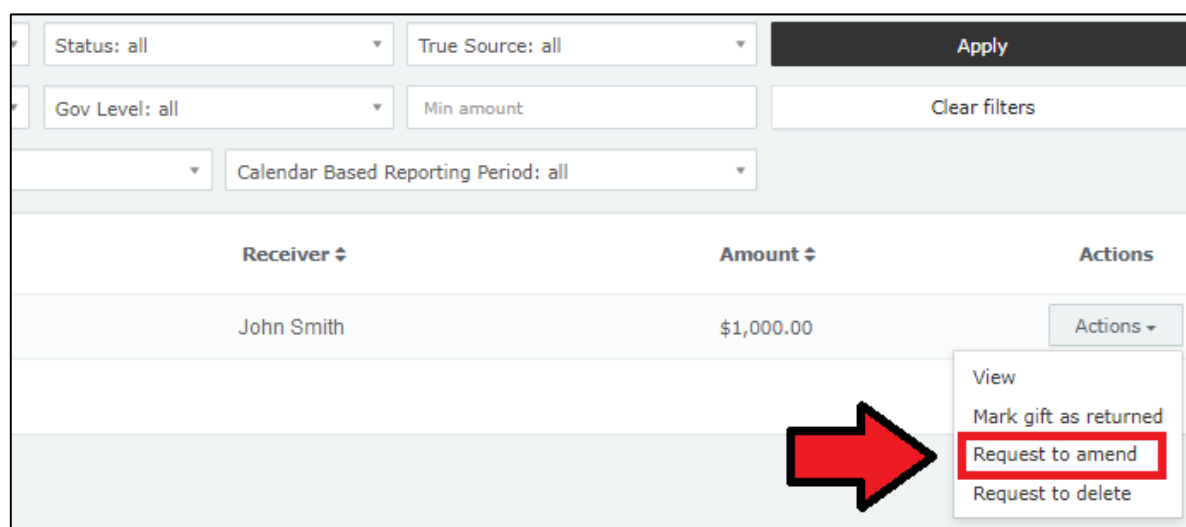 Status: all True Source: all Apply
Gov Level: all Min amount Clear filters
Calendar Based Reporting Period: all
Receiver Amount Actions
John Smith $1,000.00 Actions
View
Mark gift as returned
Request to amend
Request to delete